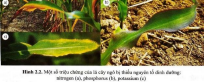 Hình 2.2. Một số triệu chứng của lá cây ngô bị thiếu nguyên tố dinh dưỡng:
nitrogen (a), phosphorus (b), potassium (c)